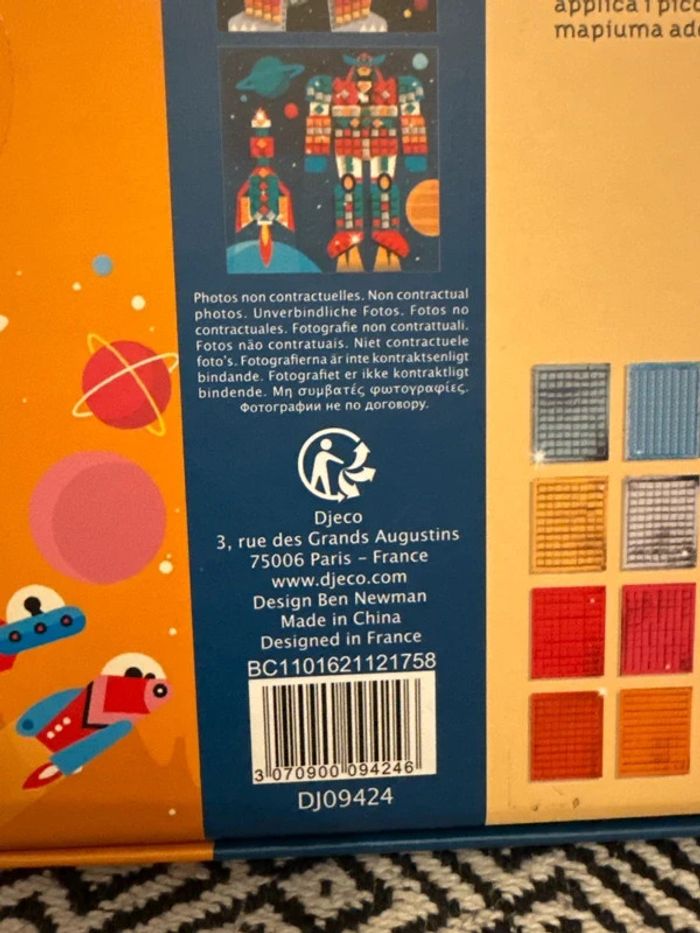 applica i
mapiuma
Photos non contractuelles. Non contractual
photos. Unverbindliche Fotos. Fotos no
contractuales. Fotografie non contrattuali.
Fotos não contratuais. Niet contractuele
foto's. Fotografierna är inte kontraktsenligt
bindande. Fotografiet er ikke kontraktligt
bindende. Μη συμβατές φωτογραφίες.
Фотографии не по договору.
Djeco
3, rue des Grands Augustins
75006 Paris – France
www.djeco.com
Design Ben Newman
Made in China
Designed in France
BC1101621121758
3 070900 094246
DJ09424